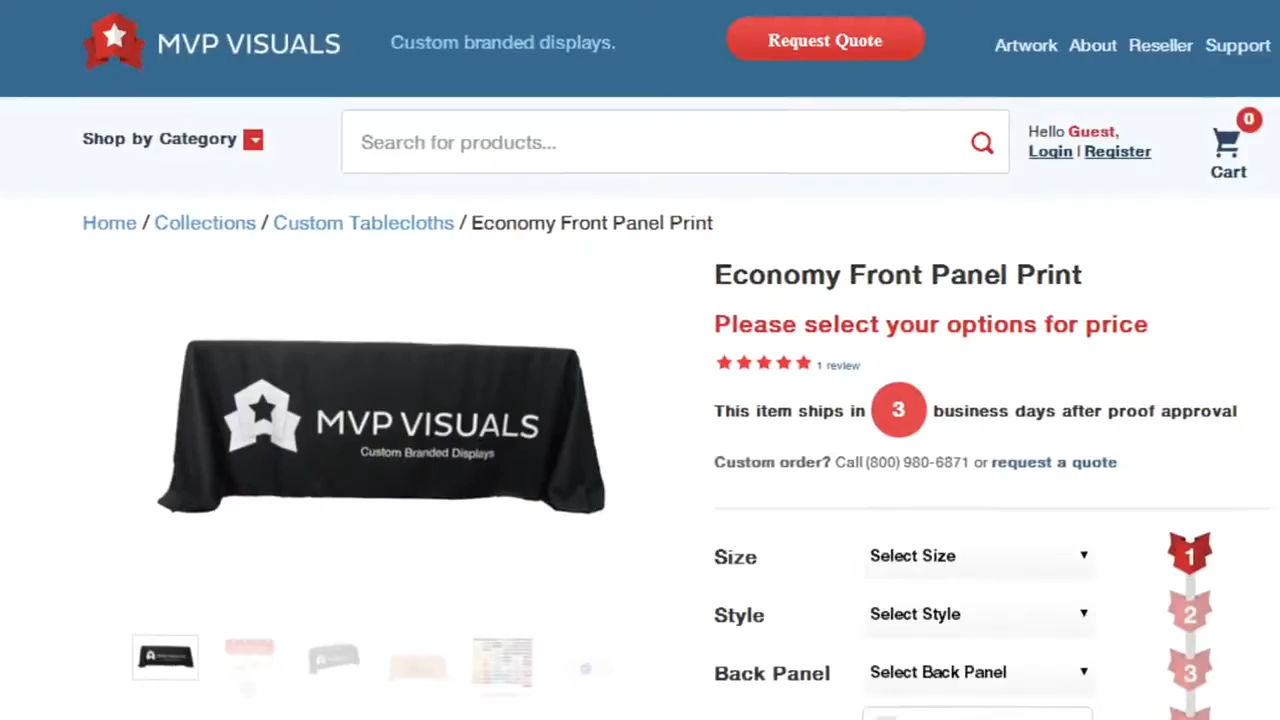 MVP VISUALS
Custom branded displays.
Request Quote
Artwork About Reseller Support
Shop by Category
Search for products...
Hello Guest,
Login | Register
0
Cart
Home / Collections / Custom Tablecloths / Economy Front Panel Print
Economy Front Panel Print
Please select your options for price
1 review
This item ships in 3 business days after proof approval
Custom order? Call (800) 980-6871 or request a quote
MVP VISUALS
Custom Branded Displays
Size Select Size
1
Style Select Style
2
Back Panel Select Back Panel
3